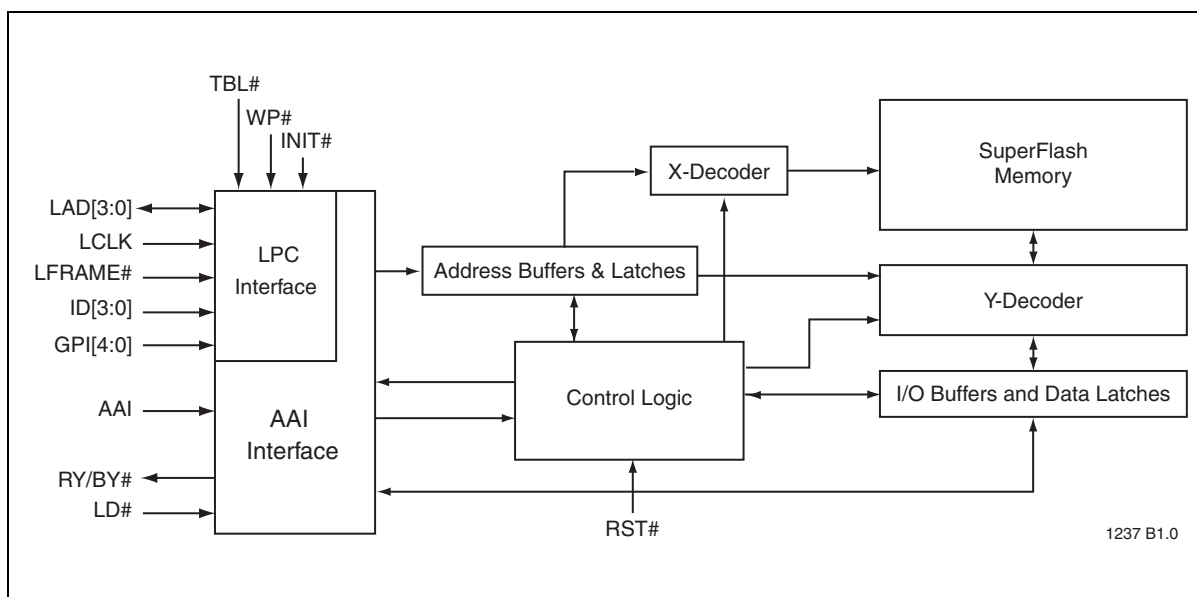 TBL#
WP#
INIT#
LAD[3:0]
LCLK
LFRAME#
ID[3:0]
GPI[4:0]
AAI
RY/BY#
LD#
LPC
Interface
AAI
Interface
Address Buffers & Latches
X-Decoder
Control Logic
RST#
SuperFlash
Memory
Y-Decoder
I/O Buffers and Data Latches
1237 B1.0